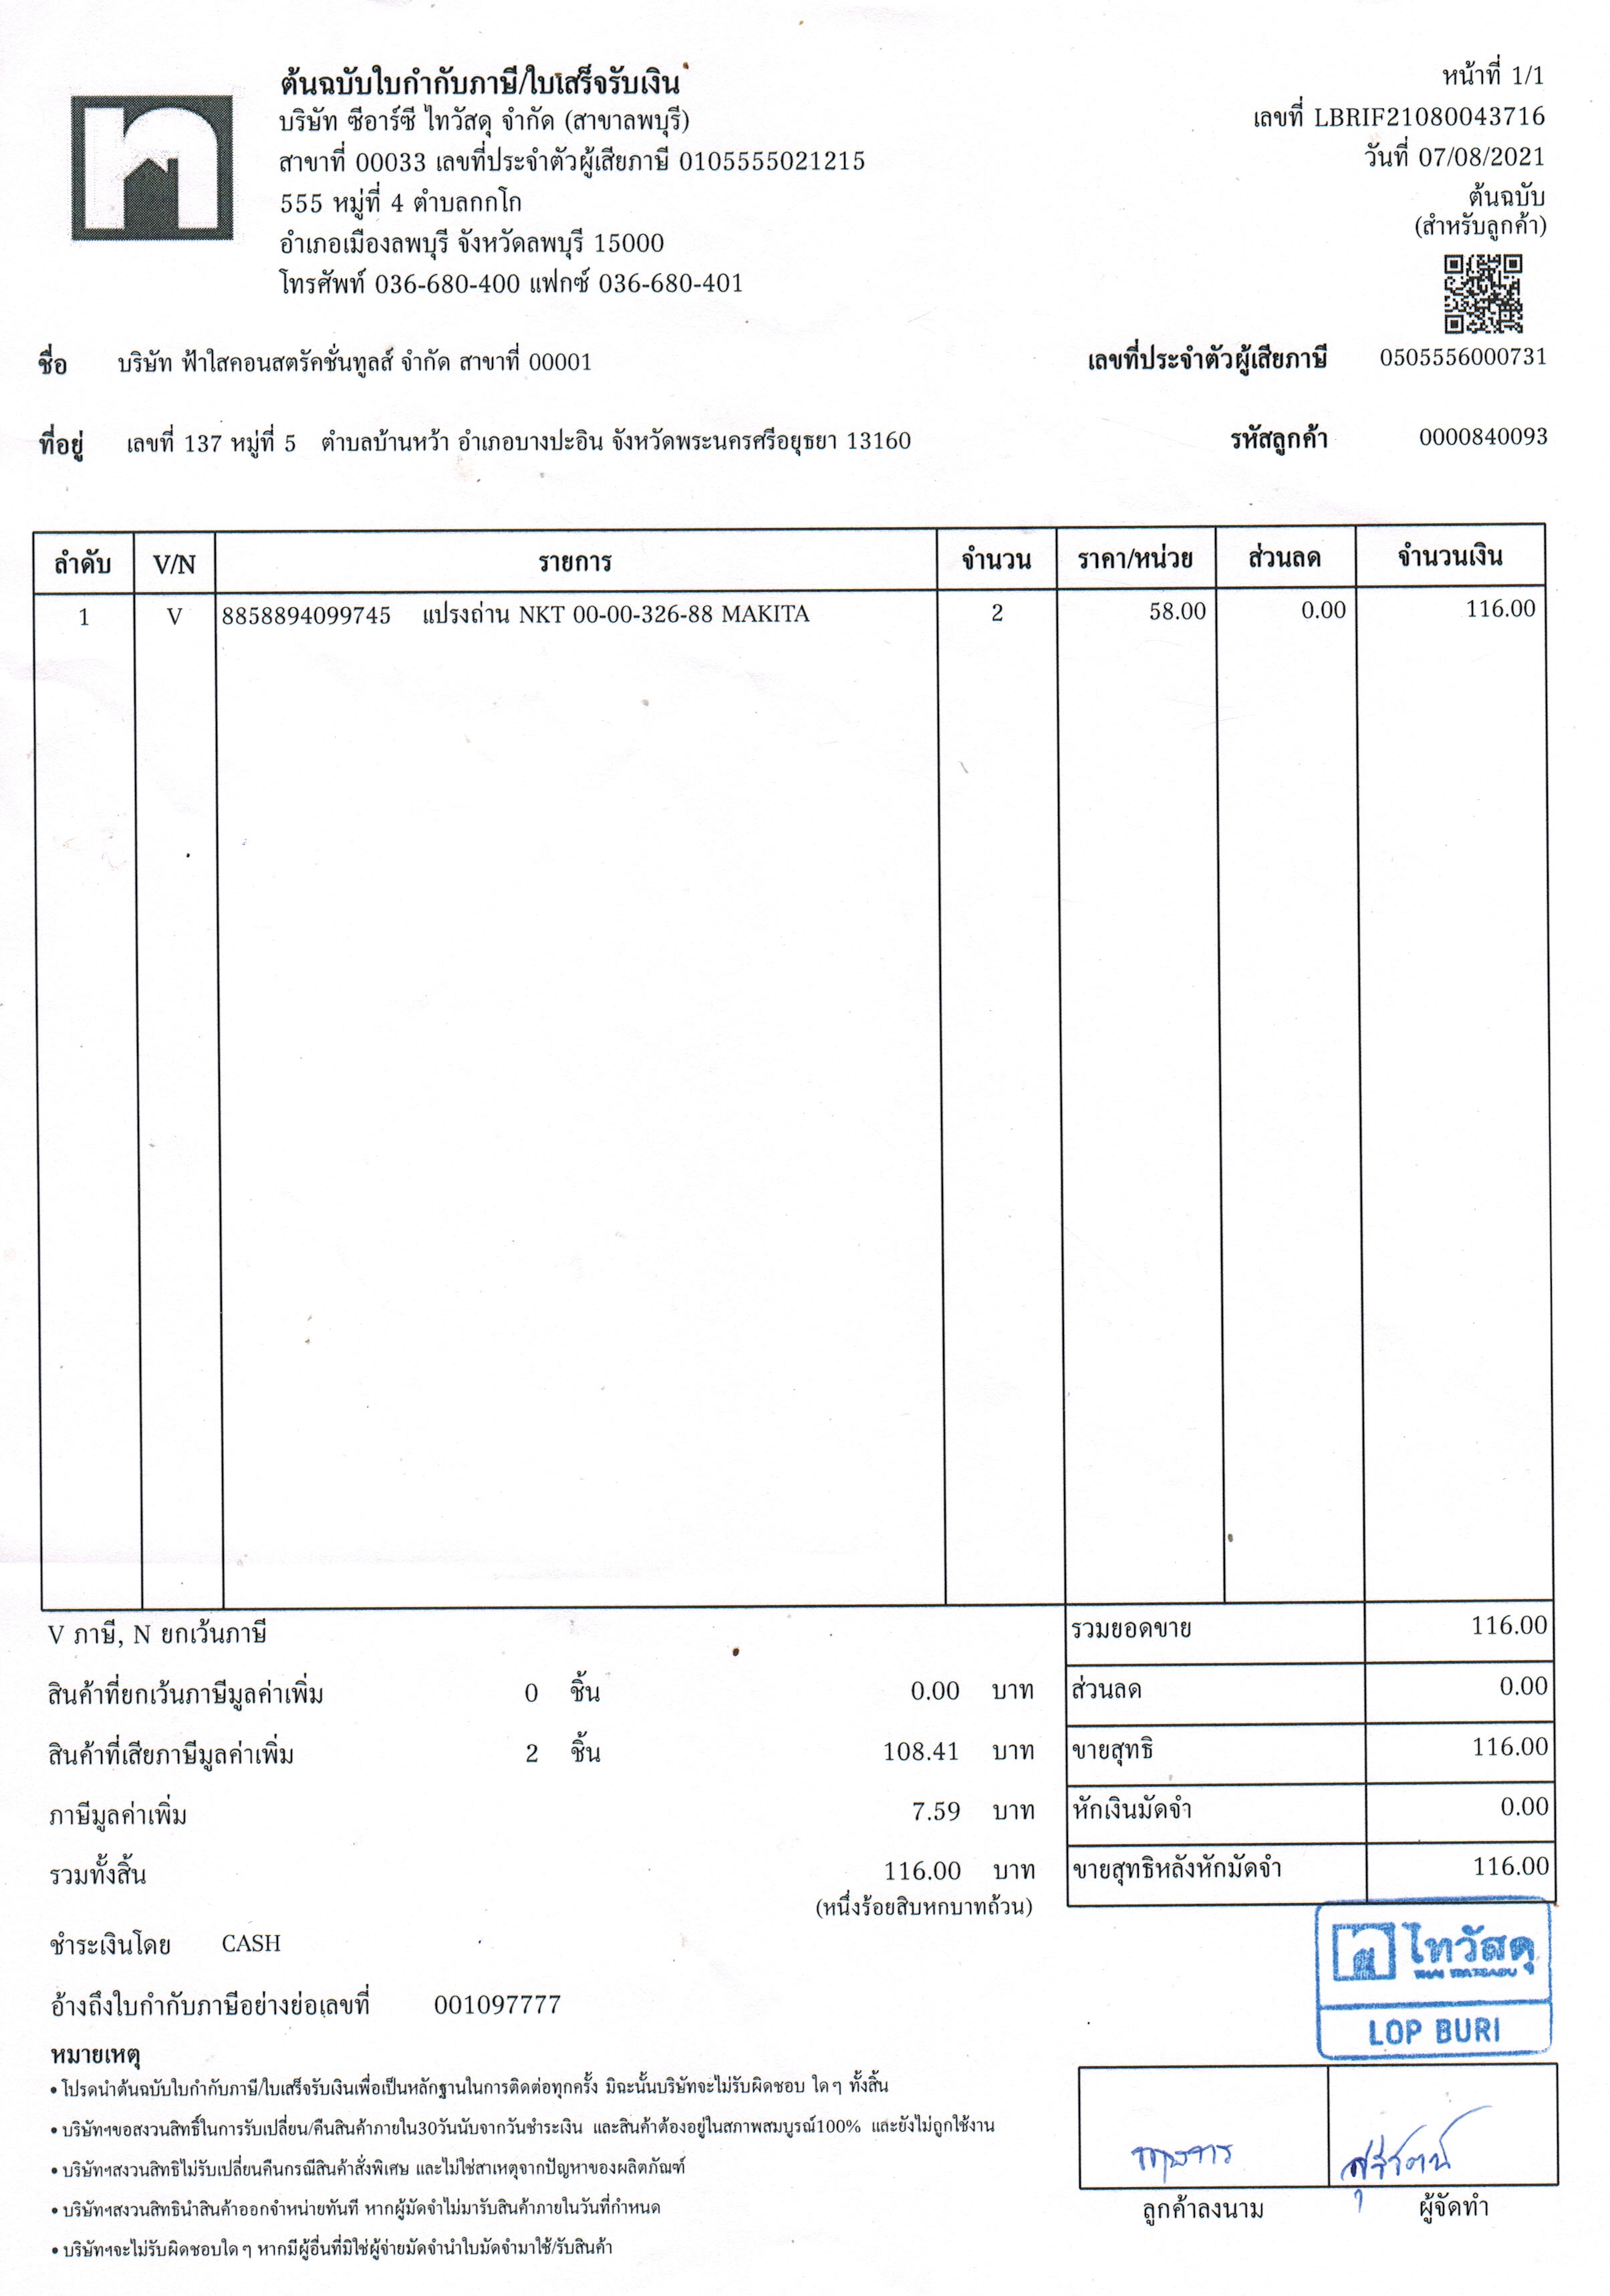 ต้นฉบับใบกำกับภาษี/ใบเสร็จรับเงิน
บริษัท ซีอาร์ซี ไทวัสดุ จำกัด (สาขาลพบุรี)
สาขาที่ 00033 เลขที่ประจำตัวผู้เสียภาษี 0105555021215
555 หมู่ที่ 4 ตำบลกกโก
อำเภอเมืองลพบุรี จังหวัดลพบุรี 15000
โทรศัพท์ 036-680-400 แฟกซ์ 036-680-401
หน้าที่ 1/1
เลขที่ LBRIF21080043716
วันที่ 07/08/2021
ต้นฉบับ
(สำหรับลูกค้า)
ชื่อ บริษัท ฟ้าใสคอนสตรัคชั่นทูลส์ จำกัด สาขาที่ 00001 เลขที่ประจำตัวผู้เสียภาษี 0505556000731
ที่อยู่ เลขที่ 137 หมู่ที่ 5 ตำบลบ้านหว้า อำเภอบางปะอิน จังหวัดพระนครศรีอยุธยา 13160 รหัสลูกค้า 0000840093
ลำดับ V/N รายการ จำนวน ราคา/หน่วย ส่วนลด จำนวนเงิน
1 V 8858894099745 แปรงถ่าน NKT 00-00-326-88 MAKITA 2 58.00 0.00 116.00
V ภาษี, N ยกเว้นภาษี รวมยอดขาย 116.00
สินค้าที่ยกเว้นภาษีมูลค่าเพิ่ม 0 ชิ้น 0.00 บาท ส่วนลด 0.00
สินค้าที่เสียภาษีมูลค่าเพิ่ม 2 ชิ้น 108.41 บาท ขายสุทธิ 116.00
ภาษีมูลค่าเพิ่ม 7.59 บาท หักเงินมัดจำ 0.00
รวมทั้งสิ้น 116.00 บาท ขายสุทธิหลังหักมัดจำ 116.00
(หนึ่งร้อยสิบหกบาทถ้วน)
ชำระเงินโดย CASH
อ้างถึงใบกำกับภาษีอย่างย่อเลขที่ 001097777
ไทวัสดุ
THAI WATSADU
LOP BURI
หมายเหตุ
• โปรดนำต้นฉบับใบกำกับภาษี/ใบเสร็จรับเงินเพื่อเป็นหลักฐานในการติดต่อทุกครั้ง มิฉะนั้นบริษัทจะไม่รับผิดชอบ ใดๆ ทั้งสิ้น
• บริษัทฯขอสงวนสิทธิ์ในการรับเปลี่ยน/คืนสินค้าภายใน30วันนับจากวันชำระเงิน และสินค้าต้องอยู่ในสภาพสมบูรณ์100% และยังไม่ถูกใช้งาน
• บริษัทฯสงวนสิทธิไม่รับเปลี่ยนคืนกรณีสินค้าสั่งพิเศษ และไม่ใช่สาเหตุจากปัญหาของผลิตภัณฑ์
• บริษัทฯสงวนสิทธินำสินค้าออกจำหน่ายทันที หากผู้มัดจำไม่มารับสินค้าภายในวันที่กำหนด
• บริษัทฯจะไม่รับผิดชอบใดๆ หากมีผู้อื่นที่มิใช่ผู้จ่ายมัดจำนำใบมัดจำมาใช้/รับสินค้า
ลูกค้าลงนาม ผู้จัดทำ